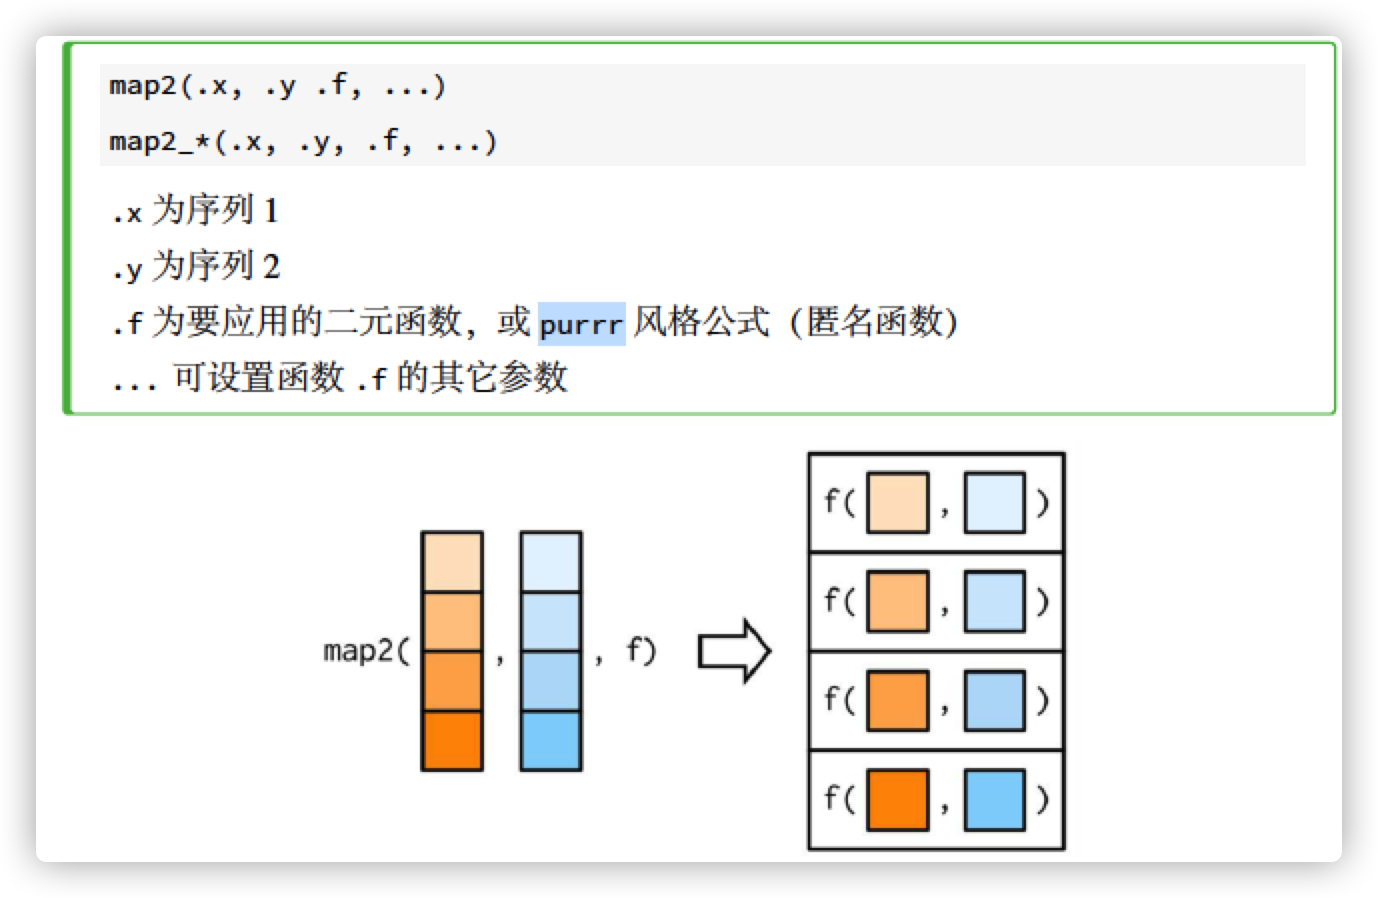 map2(.x, .y .f, ...)
map2_*(.x, .y, .f, ...)
.x 为序列 1
.y 为序列 2
.f 为要应用的二元函数，或 purrr 风格公式（匿名函数）
... 可设置函数 .f 的其它参数
map2( , , f)
f( , )
f( , )
f( , )
f( , )